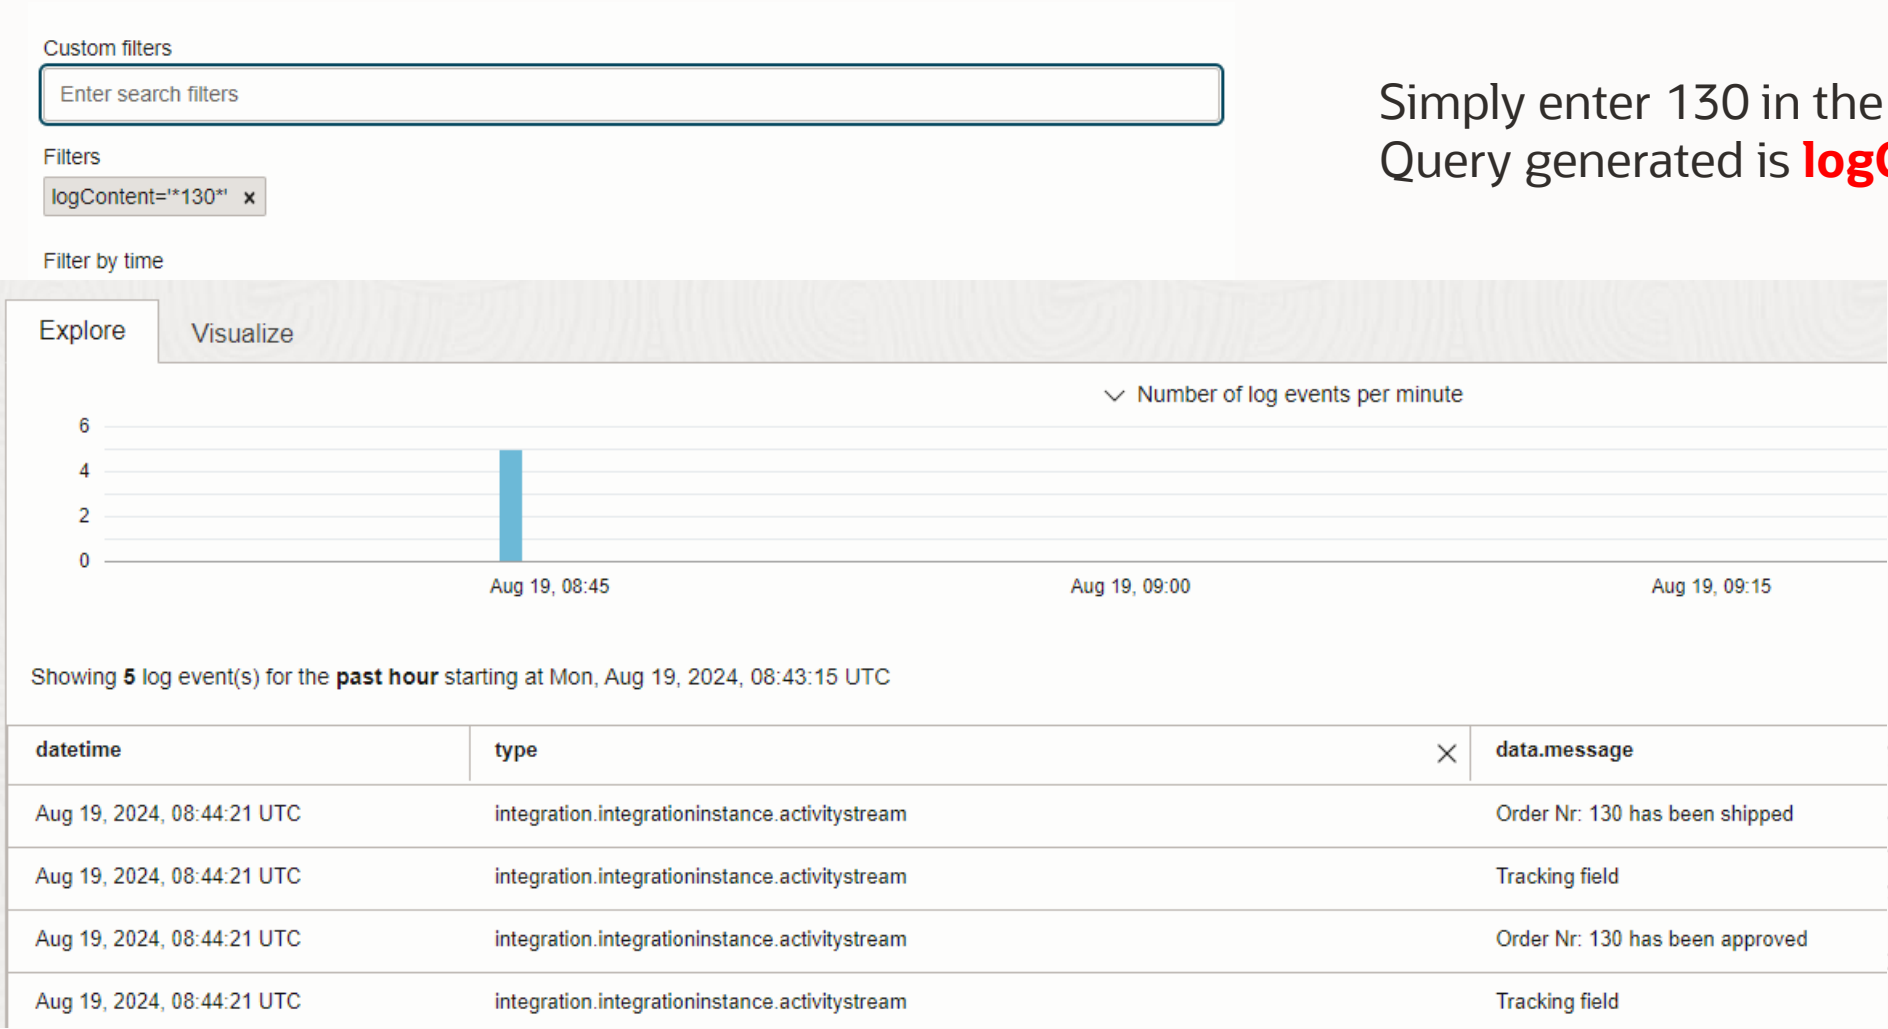 Custom filters
Enter search filters
Simply enter 130 in the
Query generated is log
Filters
logContent='*130*' x
Filter by time
Explore
Visualize
Number of log events per minute
6
4
2
0
Aug 19, 08:45
Aug 19, 09:00
Aug 19, 09:15
Showing 5 log event(s) for the past hour starting at Mon, Aug 19, 2024, 08:43:15 UTC
datetime type data.message
Aug 19, 2024, 08:44:21 UTC integration.integrationinstance.activitystream Order Nr: 130 has been shipped
Aug 19, 2024, 08:44:21 UTC integration.integrationinstance.activitystream Tracking field
Aug 19, 2024, 08:44:21 UTC integration.integrationinstance.activitystream Order Nr: 130 has been approved
Aug 19, 2024, 08:44:21 UTC integration.integrationinstance.activitystream Tracking field